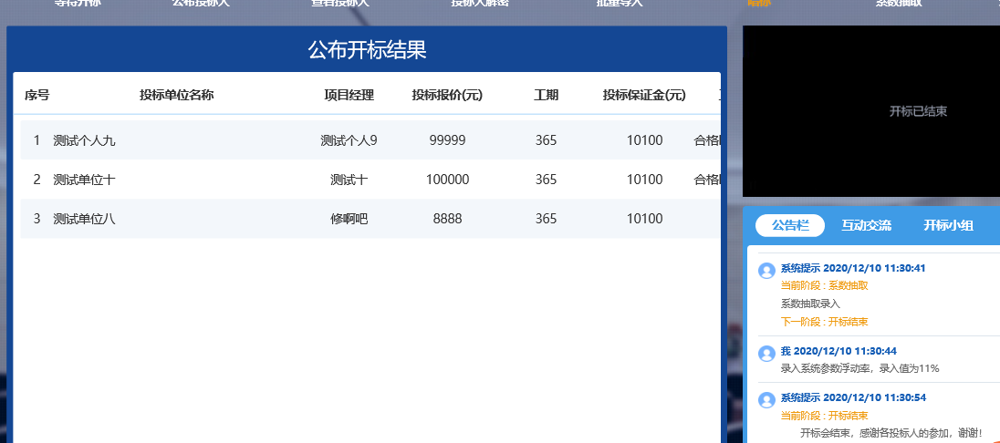 等待开标 公布投标人 查看投标人 投标人解密 批量导入 唱标 系数抽取
公布开标结果
序号 投标单位名称 项目经理 投标报价(元) 工期 投标保证金(元)
1 测试个人九 测试个人9 99999 365 10100 合格
2 测试单位十 测试十 100000 365 10100 合格
3 测试单位八 修啊吧 8888 365 10100
开标已结束
公告栏 互动交流 开标小组
系统提示 2020/12/10 11:30:41
当前阶段 : 系数抽取
系数抽取录入
下一阶段 : 开标结束
我 2020/12/10 11:30:44
录入系统参数浮动率，录入值为11%
系统提示 2020/12/10 11:30:54
当前阶段 : 开标结束
开标会结束，感谢各投标人的参加，谢谢！